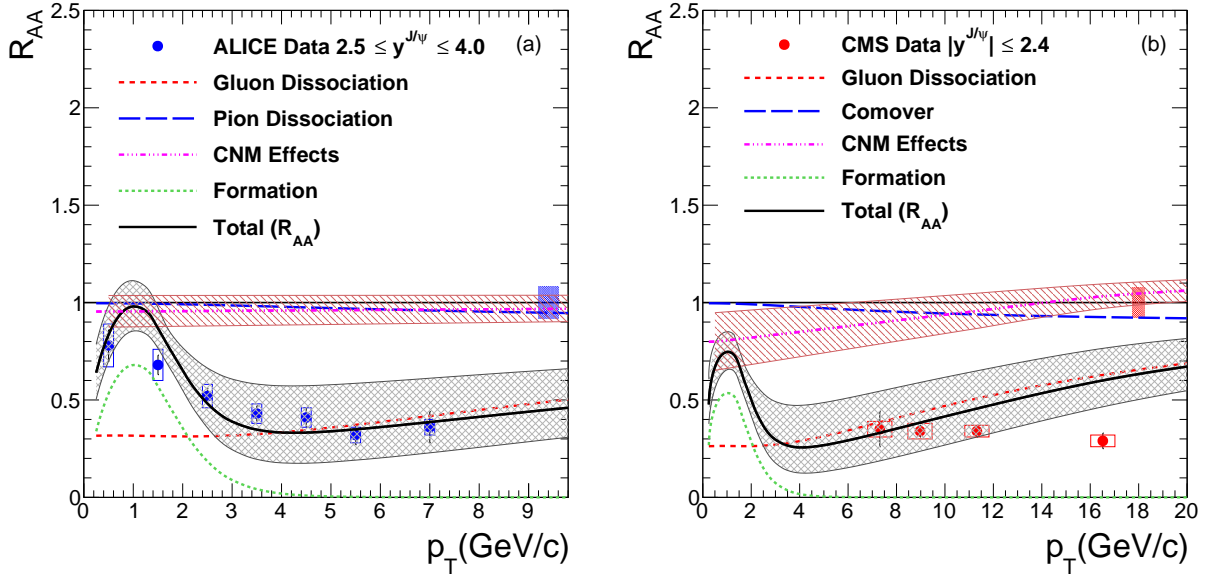 R_AA
2.5
2
1.5
1
0.5
0
(a)
ALICE Data 2.5 ≤ y^J/ψ ≤ 4.0
Gluon Dissociation
Pion Dissociation
CNM Effects
Formation
Total (R_AA)
0 1 2 3 4 5 6 7 8 9
p_T(GeV/c)
R_AA
2.5
2
1.5
1
0.5
0
(b)
CMS Data |y^J/ψ| ≤ 2.4
Gluon Dissociation
Comover
CNM Effects
Formation
Total (R_AA)
0 2 4 6 8 10 12 14 16 18 20
p_T(GeV/c)